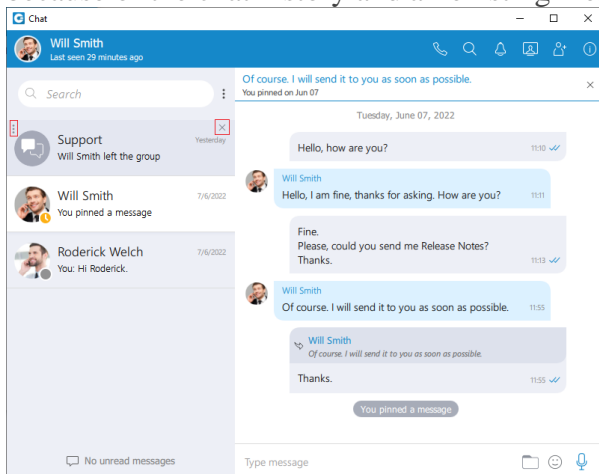 Chat
Will Smith
Last seen 29 minutes ago
Search
Support
Yesterday
Will Smith left the group
Will Smith
7/6/2022
You pinned a message
Roderick Welch
7/6/2022
You: Hi Roderick.
No unread messages
Of course. I will send it to you as soon as possible.
You pinned on Jun 07
Tuesday, June 07, 2022
Hello, how are you?
11:10
Will Smith
Hello, I am fine, thanks for asking. How are you?
11:11
Fine.
Please, could you send me Release Notes?
Thanks.
11:13
Will Smith
Of course. I will send it to you as soon as possible.
11:55
Will Smith
Of course. I will send it to you as soon as possible.
Thanks.
11:55
You pinned a message
Type message